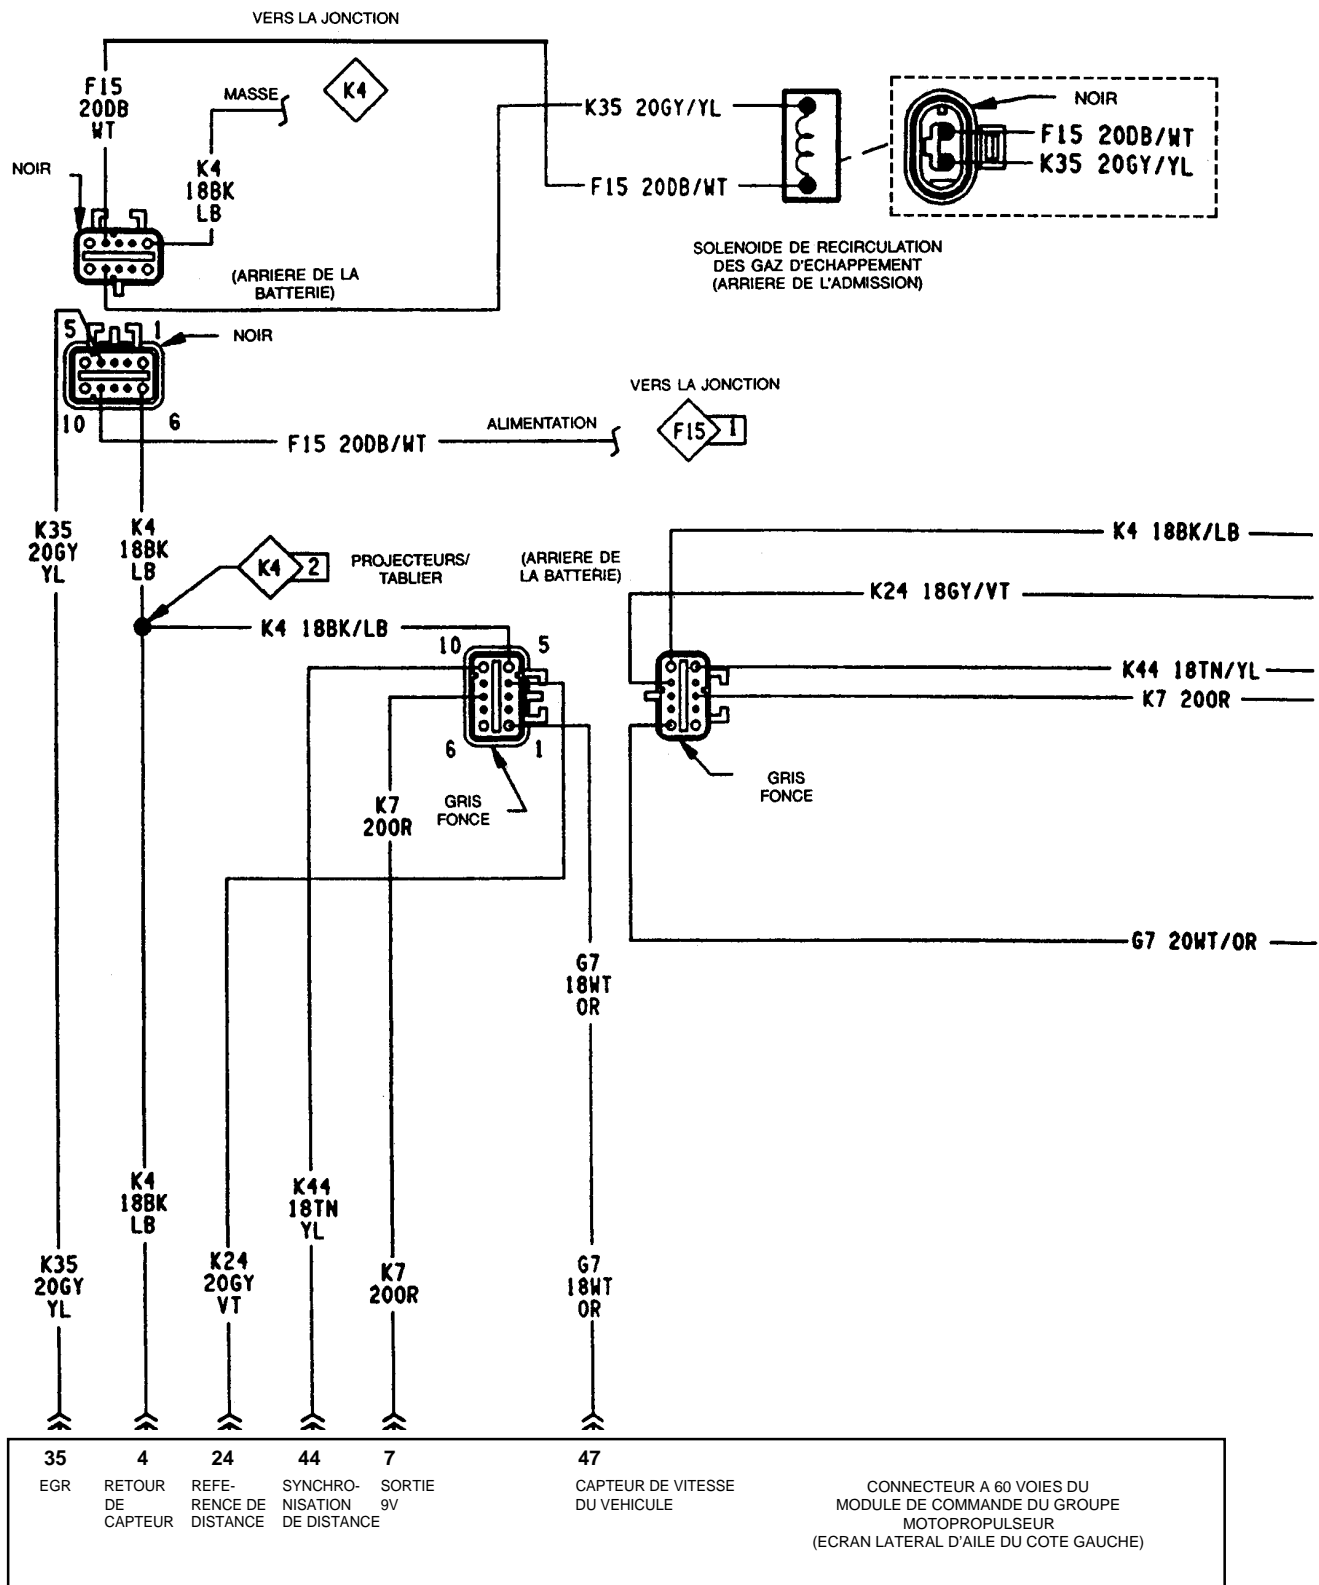 VERS LA JONCTION
F15
20DB
WT
MASSE
K4
K35 20GY/YL
NOIR
F15 20DB/WT
K35 20GY/YL
NOIR
K4
18BK
LB
F15 20DB/WT
SOLENOIDE DE RECIRCULATION
DES GAZ D'ECHAPPEMENT
(ARRIERE DE L'ADMISSION)
(ARRIERE DE LA
BATTERIE)
5
1
NOIR
10
6
VERS LA JONCTION
F15 20DB/WT
ALIMENTATION
F15
1
K35
20GY
YL
K4
18BK
LB
K4
2
PROJECTEURS/
TABLIER
(ARRIERE DE
LA BATTERIE)
K4 18BK/LB
K24 18GY/VT
K4 18BK/LB
10
5
K44 18TN/YL
K7 20OR
6
1
GRIS
FONCE
GRIS
FONCE
K7
20OR
G7 20WT/OR
G7
18WT
OR
K4
18BK
LB
K44
18TN
YL
K35
20GY
YL
K24
20GY
VT
K7
20OR
G7
18WT
OR
35
4
24
44
7
47
EGR
RETOUR
DE
CAPTEUR
REFE-
RENCE DE
DISTANCE
SYNCHRO-
NISATION
DE DISTANCE
SORTIE
9V
CAPTEUR DE VITESSE
DU VEHICULE
CONNECTEUR A 60 VOIES DU
MODULE DE COMMANDE DU GROUPE
MOTOPROPULSEUR
(ECRAN LATERAL D'AILE DU COTE GAUCHE)